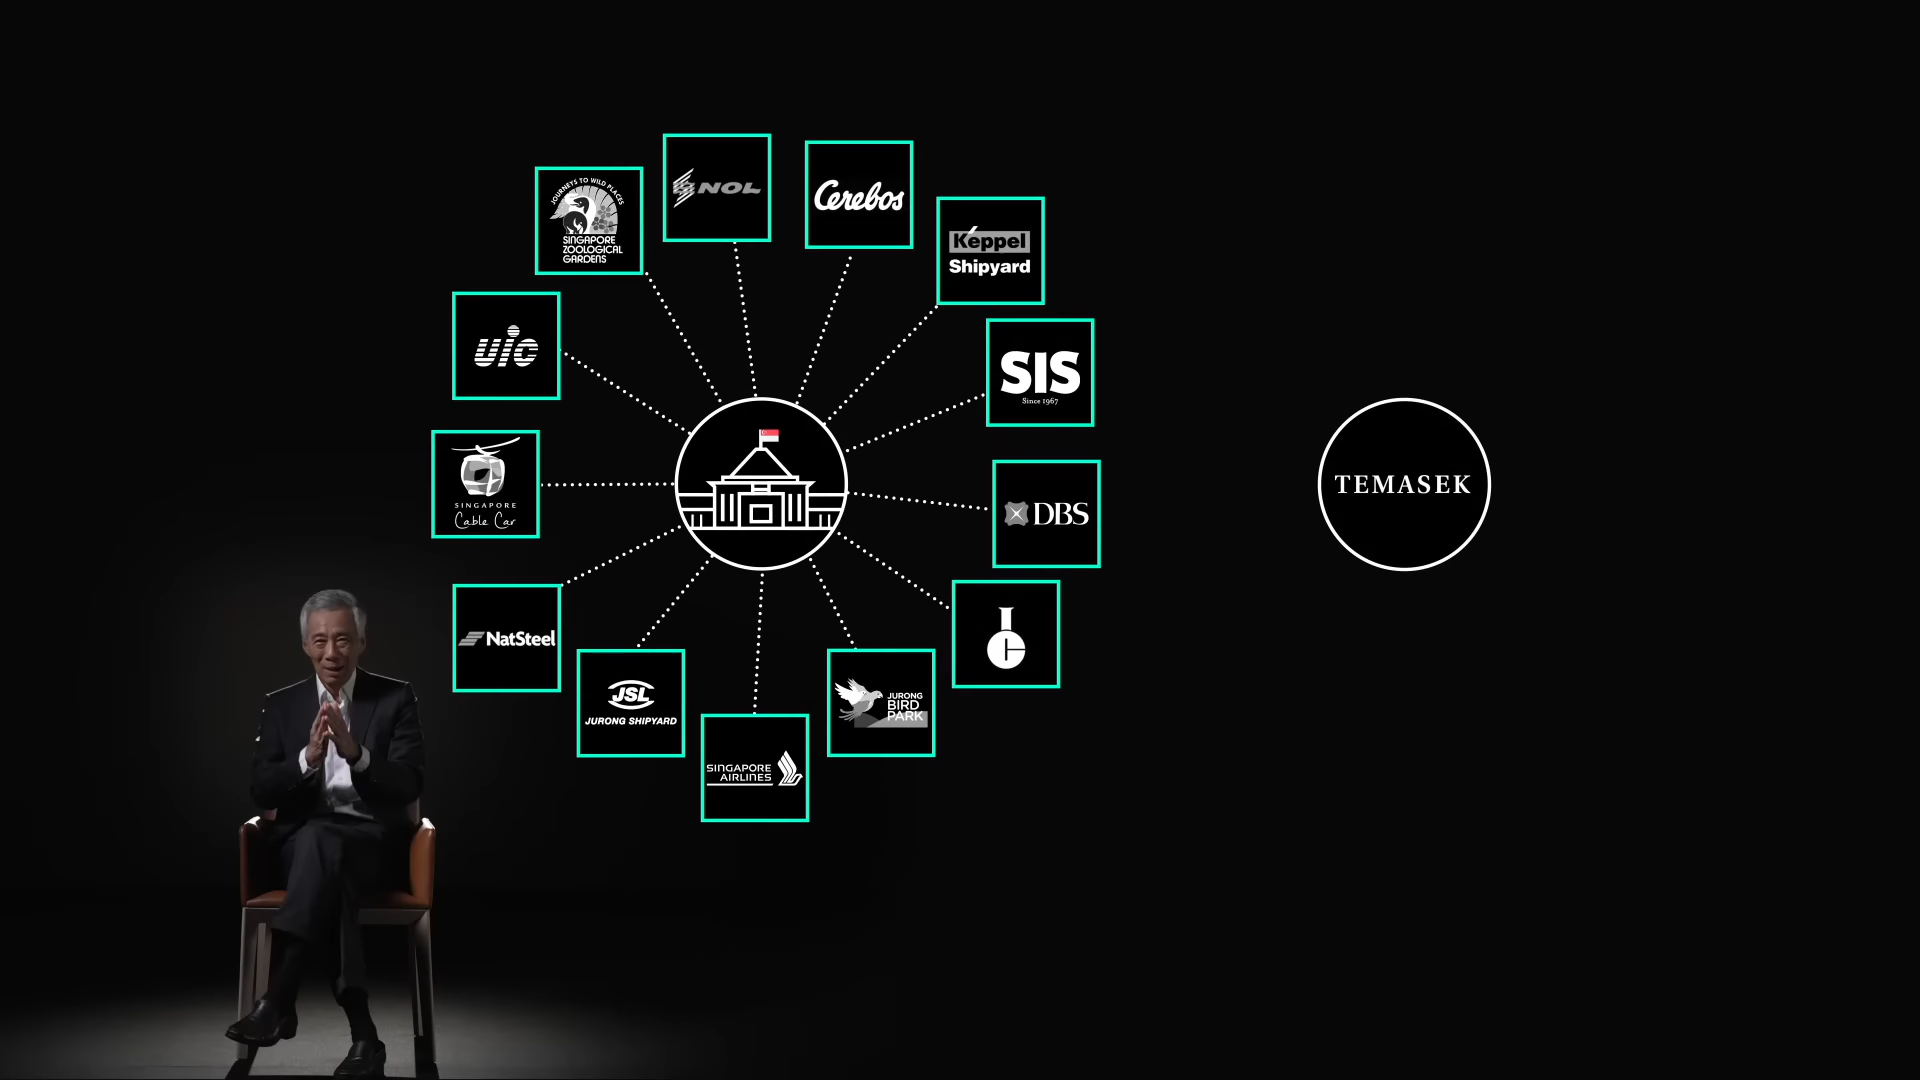 JOURNEYS TO WILD PLACES
SINGAPORE
ZOOLOGICAL
GARDENS
NOL
Cerebos
Keppel
Shipyard
uic
SIS
Since 1967
SINGAPORE
Cable Car
TEMASEK
DBS
NatSteel
JSL
JURONG SHIPYARD
JURONG
BIRD
PARK
SINGAPORE
AIRLINES